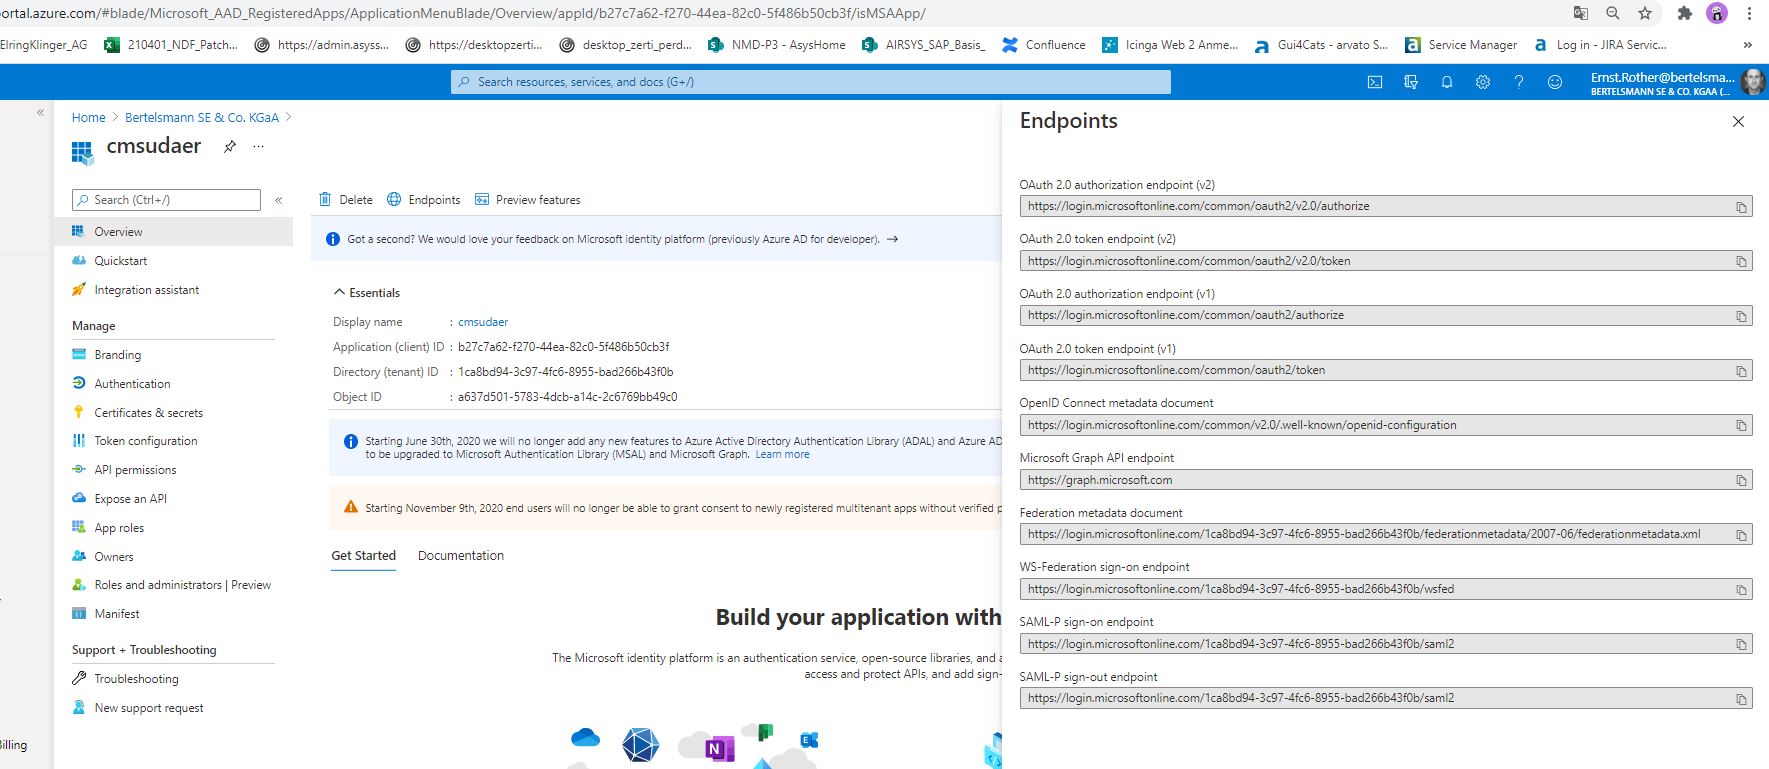 portal.azure.com/#blade/Microsoft_AAD_RegisteredApps/ApplicationMenuBlade/Overview/appId/b27c7a62-f270-44ea-82c0-5f486b50cb3f/isMSAApp/
ElringKlinger_AG 210401_NDF_Patch... https://admin.asyss... https://desktopzerti... desktop_zerti_perd... NMD-P3 - AsysHome AIRSYS_SAP_Basis_ Confluence Icinga Web 2 Anme... Gui4Cats - arvato S... Service Manager Log in - JIRA Servic... »
Search resources, services, and docs (G+/)
Ernst.Rother@bertelsma...
BERTELSMANN SE & CO. KGAA (...
Home > Bertelsmann SE & Co. KGaA >
cmsudaer ...
Search (Ctrl+/)
Overview
Quickstart
Integration assistant
Manage
Branding
Authentication
Certificates & secrets
Token configuration
API permissions
Expose an API
App roles
Owners
Roles and administrators | Preview
Manifest
Support + Troubleshooting
Troubleshooting
New support request
Billing
Delete Endpoints Preview features
Got a second? We would love your feedback on Microsoft identity platform (previously Azure AD for developer). →
Essentials
Display name : cmsudaer
Application (client) ID : b27c7a62-f270-44ea-82c0-5f486b50cb3f
Directory (tenant) ID : 1ca8bd94-3c97-4fc6-8955-bad266b43f0b
Object ID : a637d501-5783-4dcb-a14c-2c6769bb49c0
Starting June 30th, 2020 we will no longer add any new features to Azure Active Directory Authentication Library (ADAL) and Azure AD
to be upgraded to Microsoft Authentication Library (MSAL) and Microsoft Graph. Learn more
Starting November 9th, 2020 end users will no longer be able to grant consent to newly registered multitenant apps without verified p
Get Started Documentation
Build your application with
The Microsoft identity platform is an authentication service, open-source libraries, and a
access and protect APIs, and add sign-
Endpoints
OAuth 2.0 authorization endpoint (v2)
https://login.microsoftonline.com/common/oauth2/v2.0/authorize
OAuth 2.0 token endpoint (v2)
https://login.microsoftonline.com/common/oauth2/v2.0/token
OAuth 2.0 authorization endpoint (v1)
https://login.microsoftonline.com/common/oauth2/authorize
OAuth 2.0 token endpoint (v1)
https://login.microsoftonline.com/common/oauth2/token
OpenID Connect metadata document
https://login.microsoftonline.com/common/v2.0/.well-known/openid-configuration
Microsoft Graph API endpoint
https://graph.microsoft.com
Federation metadata document
https://login.microsoftonline.com/1ca8bd94-3c97-4fc6-8955-bad266b43f0b/federationmetadata/2007-06/federationmetadata.xml
WS-Federation sign-on endpoint
https://login.microsoftonline.com/1ca8bd94-3c97-4fc6-8955-bad266b43f0b/wsfed
SAML-P sign-on endpoint
https://login.microsoftonline.com/1ca8bd94-3c97-4fc6-8955-bad266b43f0b/saml2
SAML-P sign-out endpoint
https://login.microsoftonline.com/1ca8bd94-3c97-4fc6-8955-bad266b43f0b/saml2